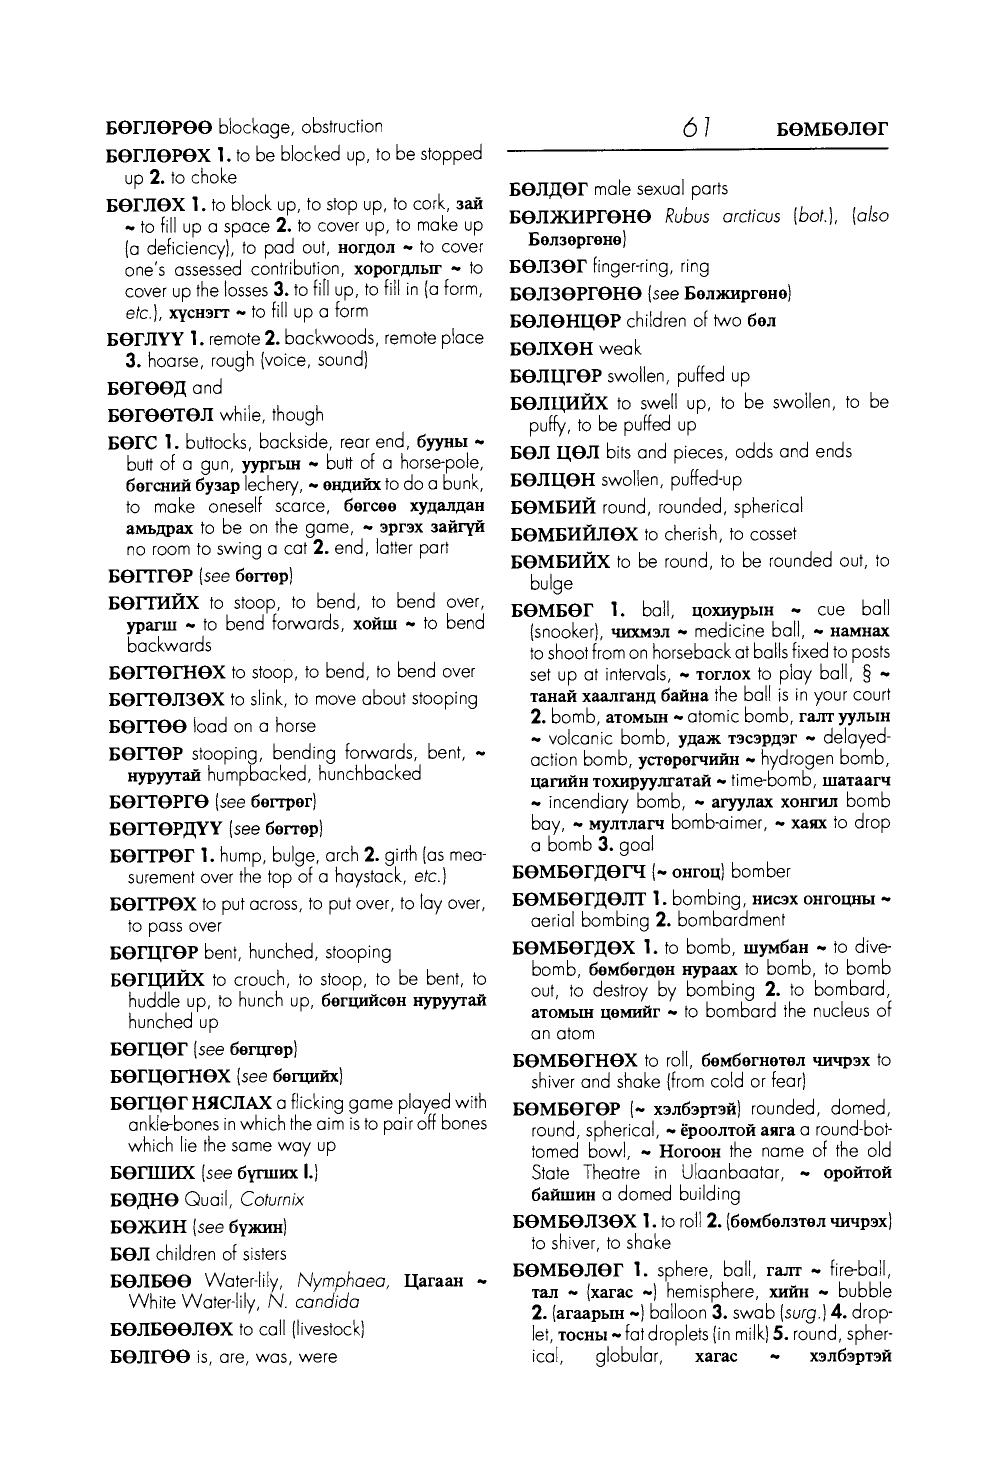 БӨГЛӨРӨӨ blockage, obstruction
БӨГЛӨРӨХ 1. to be blocked up, to be stopped
up 2. to choke
БӨГЛӨХ 1. to block up, to stop up, to cork, зай
~ to fill up a space 2. to cover up, to make up
(a deficiency), to pad out, ногдол ~ to cover
one's assessed contribution, хорогдлыг ~ to
cover up the losses 3. to fill up, to fill in (a form,
etc.), хүснэгт ~ to fill up a form
БӨГЛҮҮ 1. remote 2. backwoods, remote place
3. hoarse, rough (voice, sound)
БӨГӨӨД and
БӨГӨӨТӨЛ while, though
БӨГС 1. buttocks, backside, rear end, бууны ~
butt of a gun, уургын ~ butt of a horse-pole,
бөгсний бузар lechery, ~ өндийх to do a bunk,
to make oneself scarce, бөгсөө худалдан
амьдрах to be on the game, ~ эргэх зайгүй
no room to swing a cat 2. end, latter part
БӨГТГӨР (see бөгтөр)
БӨГТИЙХ to stoop, to bend, to bend over,
урагш ~ to bend forwards, хойш ~ to bend
backwards
БӨГТӨГНӨХ to stoop, to bend, to bend over
БӨГТӨЛЗӨХ to slink, to move about stooping
БӨГТӨӨ load on a horse
БӨГТӨР stooping, bending forwards, bent, ~
нуруутай humpbacked, hunchbacked
БӨГТӨРГӨ (see бөгтрөг)
БӨГТӨРДҮҮ (see бөгтөр)
БӨГТРӨГ 1. hump, bulge, arch 2. girth (as mea-
surement over the top of a haystack, etc.)
БӨГТРӨХ to put across, to put over, to lay over,
to pass over
БӨГЦГӨР bent, hunched, stooping
БӨГЦИЙХ to crouch, to stoop, to be bent, to
huddle up, to hunch up, бөгцийсөн нуруутай
hunched up
БӨГЦӨГ (see бөгцгөр)
БӨГЦӨГНӨХ (see бөгцийх)
БӨГЦӨГ НЯСЛАХ a flicking game played with
ankle-bones in which the aim is to pair off bones
which lie the same way up
БӨГШИХ (see бүгших I.)
БӨДНӨ Quail, Coturnix
БӨЖИН (see бүжин)
БӨЛ children of sisters
БӨЛБӨӨ Water-lily, Nymphaea, Цагаан ~
White Water-lily, N. candida
БӨЛБӨӨЛӨХ to call (livestock)
БӨЛГӨӨ is, are, was, were
61 БӨМБӨЛӨГ
БӨЛДӨГ male sexual parts
БӨЛЖИРГӨНӨ Rubus arcticus (bot.), (also
Бөлзөргөнө)
БӨЛЗӨГ finger-ring, ring
БӨЛЗӨРГӨНӨ (see Бөлжиргөнө)
БӨЛӨНЦӨР children of two бөл
БӨЛХӨН weak
БӨЛЦГӨР swollen, puffed up
БӨЛЦИЙХ to swell up, to be swollen, to be
puffy, to be puffed up
БӨЛ ЦӨЛ bits and pieces, odds and ends
БӨЛЦӨН swollen, puffed-up
БӨМБИЙ round, rounded, spherical
БӨМБИЙЛӨХ to cherish, to cosset
БӨМБИЙХ to be round, to be rounded out, to
bulge
БӨМБӨГ 1. ball, цохиурын ~ cue ball
(snooker), чихмэл ~ medicine ball, ~ намнах
to shoot from on horseback at balls fixed to posts
set up at intervals, ~ тоглох to play ball, § ~
танай хаалганд байна the ball is in your court
2. bomb, атомын ~ atomic bomb, галт уулын
~ volcanic bomb, удаж тэсэрдэг ~ delayed-
action bomb, устөрөгчийн ~ hydrogen bomb,
цагийн тохируулгатай ~ time-bomb, шатаагч
~ incendiary bomb, ~ агуулах хонгил bomb
bay, ~ мултлагч bomb-aimer, ~ хаях to drop
a bomb 3. goal
БӨМБӨГДӨГЧ (~ онгоц) bomber
БӨМБӨГДӨЛТ 1. bombing, нисэх онгоцны ~
aerial bombing 2. bombardment
БӨМБӨГДӨХ 1. to bomb, шумбан ~ to dive-
bomb, бөмбөгдөн нураах to bomb, to bomb
out, to destroy by bombing 2. to bombard,
атомын цөмийг ~ to bombard the nucleus of
an atom
БӨМБӨГНӨХ to roll, бөмбөгнөтөл чичрэх to
shiver and shake (from cold or fear)
БӨМБӨГӨР (~ хэлбэртэй) rounded, domed,
round, spherical, ~ ёроолтой аяга a round-bot-
tomed bowl, ~ Ногоон the name of the old
State Theatre in Ulaanbaatar, ~ оройтой
байшин a domed building
БӨМБӨЛЗӨХ 1. to roll 2. (бөмбөлзтөл чичрэх)
to shiver, to shake
БӨМБӨЛӨГ 1. sphere, ball, галт ~ fire-ball,
тал ~ (хагас ~) hemisphere, хийн ~ bubble
2. (агаарын ~) balloon 3. swab (surg.) 4. drop-
let, тосны ~ fat droplets (in milk) 5. round, spher-
ical, globular, хагас ~ хэлбэртэй